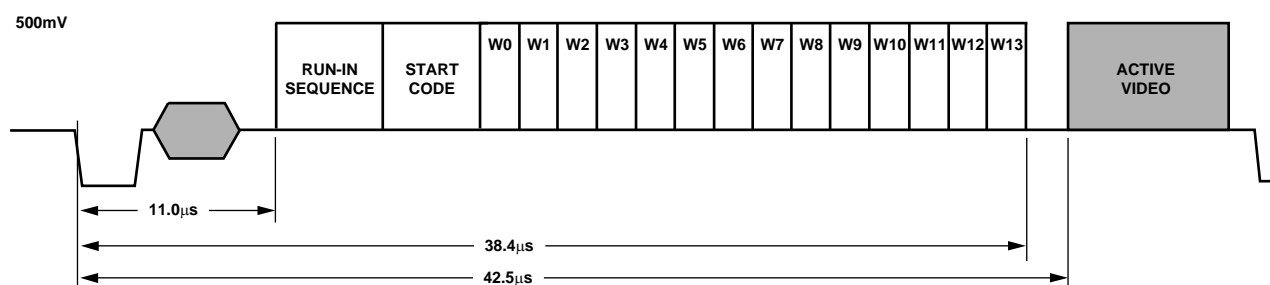 500mV
RUN-IN
SEQUENCE
START
CODE
W0 W1 W2 W3 W4 W5 W6 W7 W8 W9 W10 W11 W12 W13
ACTIVE
VIDEO
11.0μs
38.4μs
42.5μs